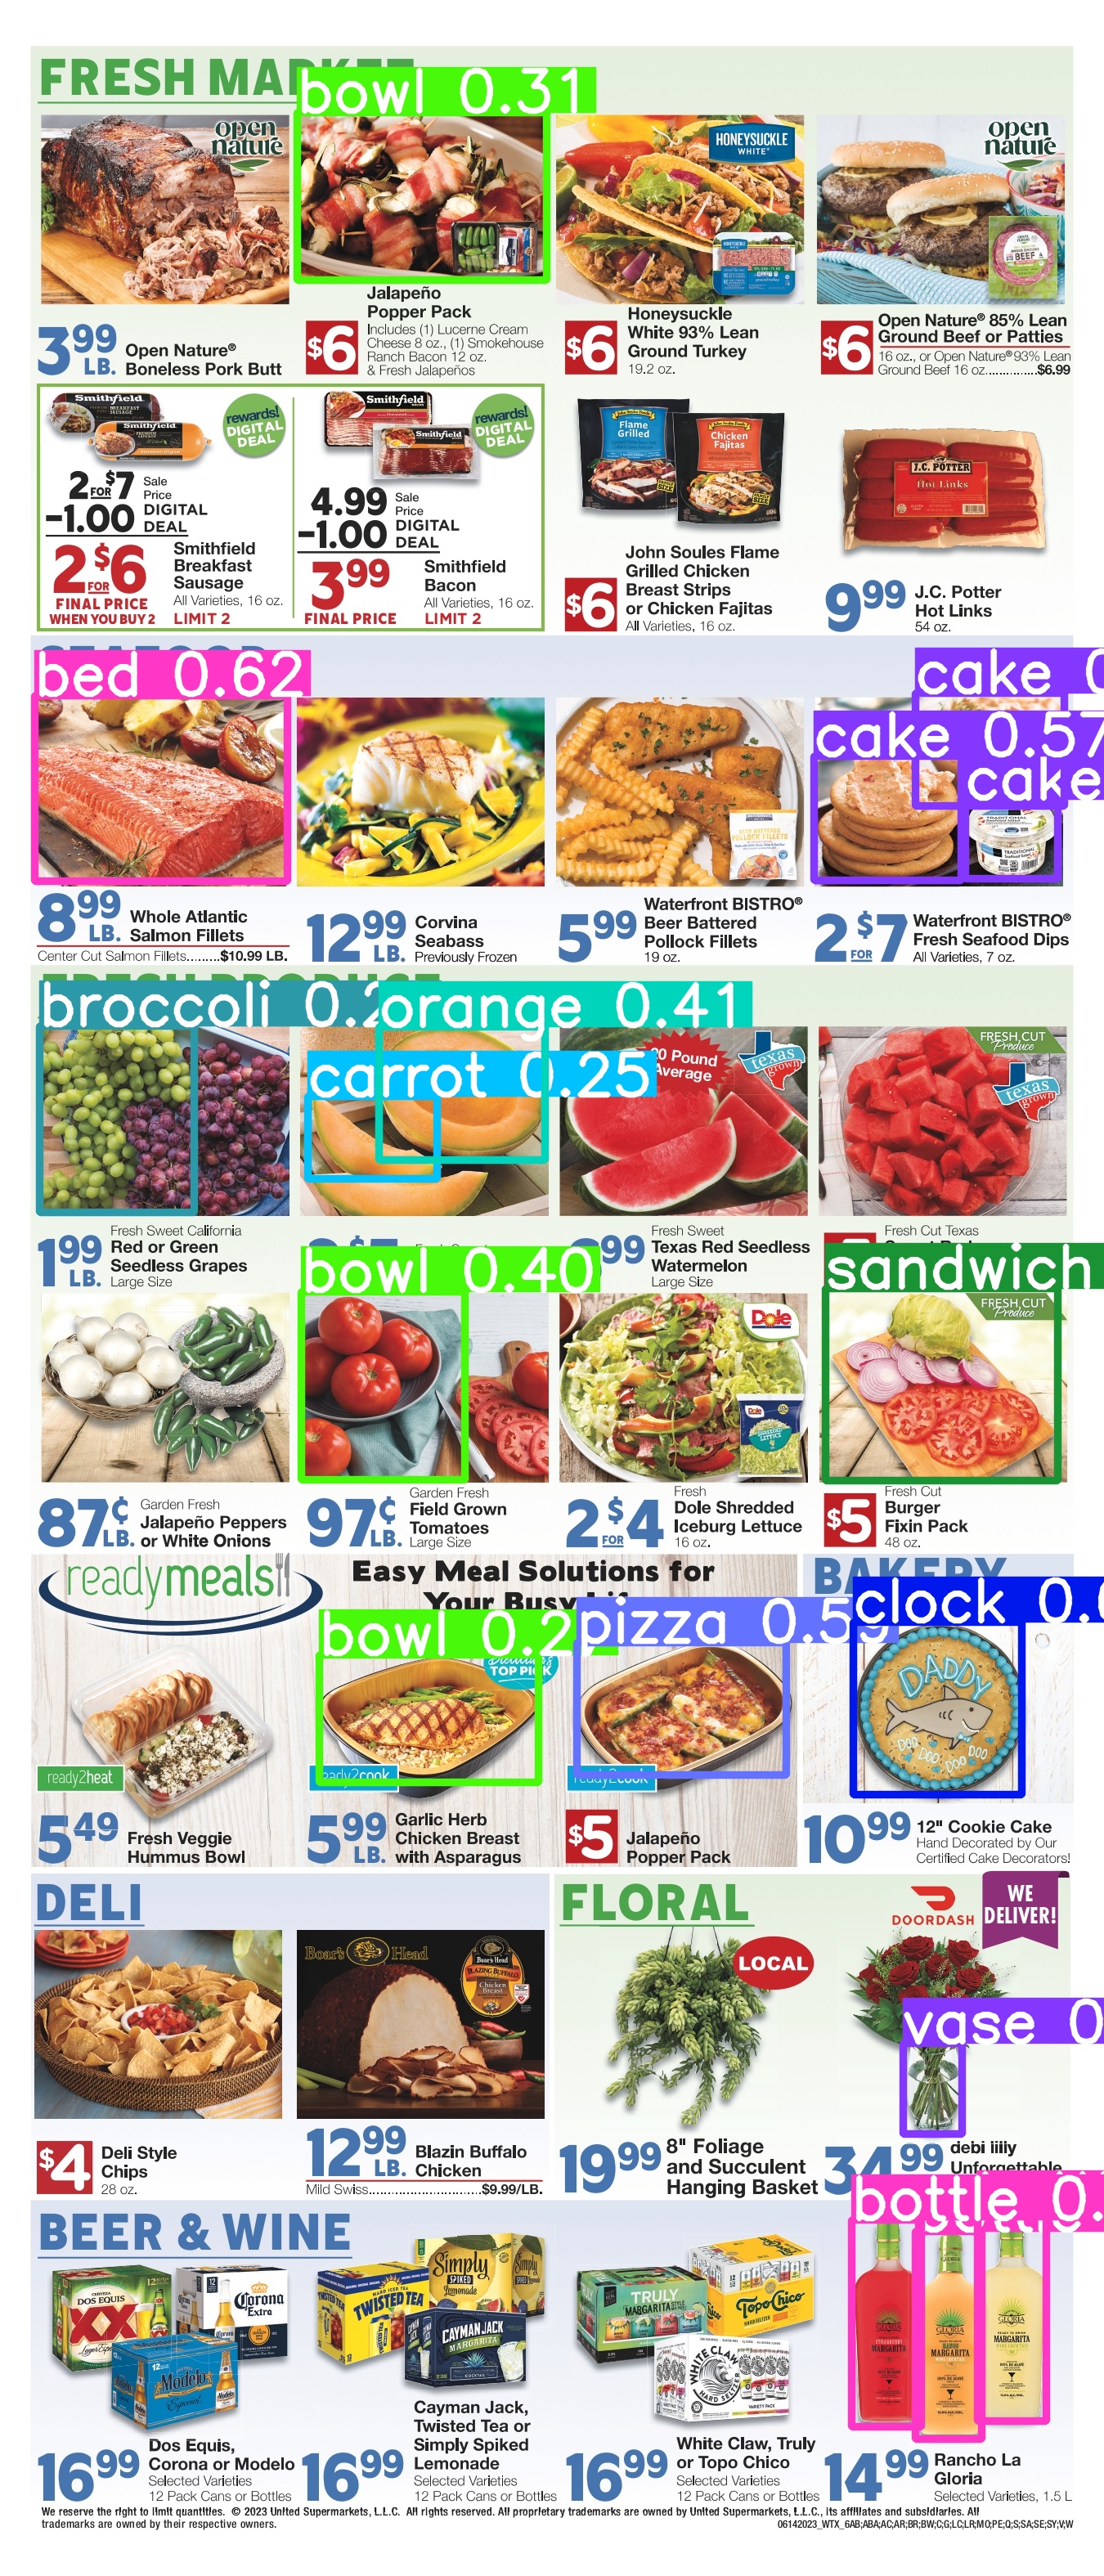 FRESH MARKET
bowl 0.31
open nature
HONEYSUCKLE WHITE
open nature
BEEF
3.99 LB.
Open Nature®
Boneless Pork Butt
$6
Jalapeño
Popper Pack
Includes (1) Lucerne Cream
Cheese 8 oz., (1) Smokehouse
Ranch Bacon 12 oz.
& Fresh Jalapeños
$6
Honeysuckle
White 93% Lean
Ground Turkey
19.2 oz.
$6
Open Nature® 85% Lean
Ground Beef or Patties
16 oz., or Open Nature® 93% Lean
Ground Beef 16 oz..............$6.99
Smithfield
Smithfield
rewards!
DIGITAL
DEAL
2 FOR $7 Sale Price
-1.00 DIGITAL DEAL
2 FOR $6
FINAL PRICE
WHEN YOU BUY 2
Smithfield
Breakfast
Sausage
All Varieties, 16 oz.
LIMIT 2
Smithfield
Smithfield
rewards!
DIGITAL
DEAL
4.99 Sale Price
-1.00 DIGITAL DEAL
3.99
FINAL PRICE
Smithfield
Bacon
All Varieties, 16 oz.
LIMIT 2
Flame
Grilled
Chicken
Fajitas
$6
John Soules Flame
Grilled Chicken
Breast Strips
or Chicken Fajitas
All Varieties, 16 oz.
J.C. POTTER
Hot Links
9.99
J.C. Potter
Hot Links
54 oz.
bed 0.62
cake 0
cake 0.57
cake
TRADITIONAL
TRADITIONAL
8.99 LB.
Whole Atlantic
Salmon Fillets
Center Cut Salmon Fillets.........$10.99 LB.
12.99 LB.
Corvina
Seabass
Previously Frozen
POLLOCK FILLETS
5.99
Waterfront BISTRO®
Beer Battered
Pollock Fillets
19 oz.
2 FOR $7
Waterfront BISTRO®
Fresh Seafood Dips
All Varieties, 7 oz.
broccoli 0.2
orange 0.41
carrot 0.25
20 Pound
Average
texas grown
FRESH CUT
Produce
texas grown
1.99 LB.
Fresh Sweet California
Red or Green
Seedless Grapes
Large Size
bowl 0.40
99
Fresh Sweet
Texas Red Seedless
Watermelon
Large Size
Fresh Cut Texas
sandwich
FRESH CUT
Produce
Dole
Dole
87¢ LB.
Garden Fresh
Jalapeño Peppers
or White Onions
97¢ LB.
Garden Fresh
Field Grown
Tomatoes
Large Size
2 FOR $4
Fresh
Dole Shredded
Iceburg Lettuce
16 oz.
$5
Fresh Cut
Burger
Fixin Pack
48 oz.
readymeals
Easy Meal Solutions for
Your Busy Life
BAKERY
bowl 0.2
pizza 0.59
clock 0.
TOP PICK
DADDY
DOO DOO DOO DOO
ready2heat
ready2cook
ready2cook
5.49
Fresh Veggie
Hummus Bowl
5.99 LB.
Garlic Herb
Chicken Breast
with Asparagus
$5
Jalapeño
Popper Pack
10.99
12" Cookie Cake
Hand Decorated by Our
Certified Cake Decorators!
DELI
FLORAL
DOORDASH
WE
DELIVER!
LOCAL
Boar's Head
Boar's Head
BLAZING BUFFALO
Chicken
Breast
vase 0
$4
Deli Style
Chips
28 oz.
12.99 LB.
Blazin Buffalo
Chicken
Mild Swiss...........................$9.99/LB.
19.99
8" Foliage
and Succulent
Hanging Basket
34.99
debi lilly
Unforgettable
BEER & WINE
bottle 0.
DOS EQUIS
XX
Corona
Extra
Modelo
Especial
TWISTED TEA
Simply
SPIKED
Lemonade
CAYMAN JACK
MARGARITA
TRULY
MARGARITA
Topo Chico
WHITE CLAW
HARD SELTZER
GLORIA
MARGARITA
GLORIA
MARGARITA
MARGARITA
16.99
Dos Equis,
Corona or Modelo
Selected Varieties
12 Pack Cans or Bottles
16.99
Cayman Jack,
Twisted Tea or
Simply Spiked
Lemonade
Selected Varieties
12 Pack Cans or Bottles
16.99
White Claw, Truly
or Topo Chico
Selected Varieties
12 Pack Cans or Bottles
14.99
Rancho La
Gloria
Selected Varieties, 1.5 L
We reserve the right to limit quantities. © 2023 United Supermarkets, L.L.C. All rights reserved. All proprietary trademarks are owned by United Supermarkets, L.L.C., its affiliates and subsidiaries. All
trademarks are owned by their respective owners.
06142023_WTX_6AB;ABA;AC;AR;BR;BW;C;G;LC;LR;MO;PE;Q;S;SA;SE;SY;V;W